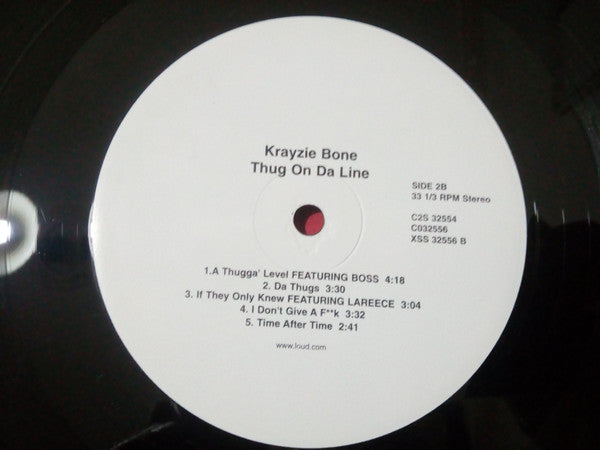 Krayzie Bone
Thug On Da Line
SIDE 2B
33 1/3 RPM Stereo
C2S 32554
C032556
XSS 32556 B
1.A Thugga' Level FEATURING BOSS 4:18
2. Da Thugs 3:30
3. If They Only Knew FEATURING LAREECE 3:04
4. I Don't Give A F**k 3:32
5. Time After Time 2:41
www.loud.com